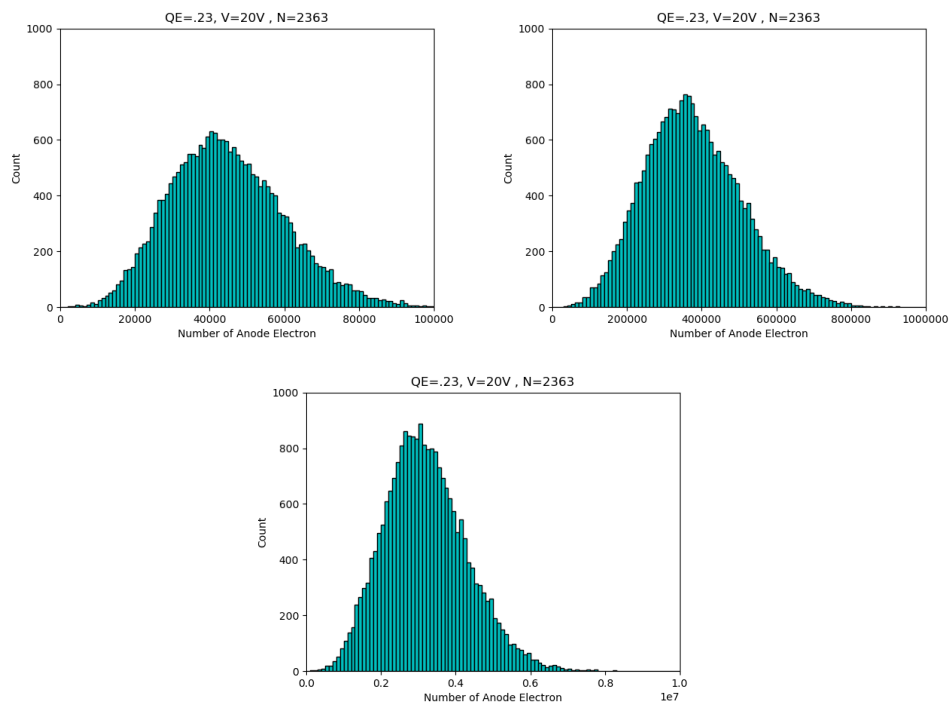 QE=.23, V=20V , N=2363
1000
800
600
400
200
0
Count
0 20000 40000 60000 80000 100000
Number of Anode Electron
QE=.23, V=20V , N=2363
1000
800
600
400
200
0
Count
0 200000 400000 600000 800000 1000000
Number of Anode Electron
QE=.23, V=20V , N=2363
1000
800
600
400
200
0
Count
0.0 0.2 0.4 0.6 0.8 1.0
1e7
Number of Anode Electron